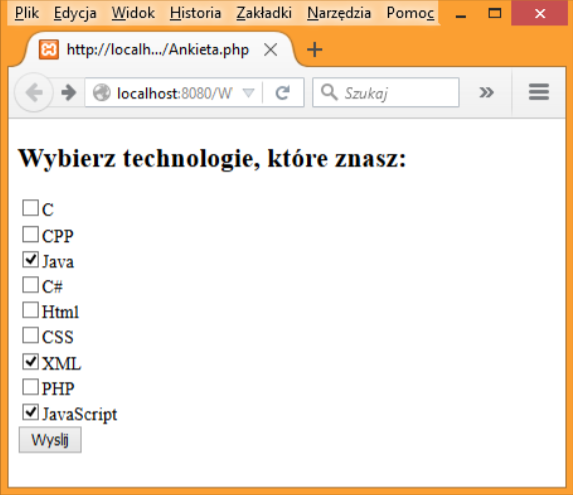 Plik Edycja Widok Historia Zakładki Narzędzia Pomoc
http://localh.../Ankieta.php
localhost:8080/W Szukaj
Wybierz technologie, które znasz:
C
CPP
Java
C#
Html
CSS
XML
PHP
JavaScript
Wyslij